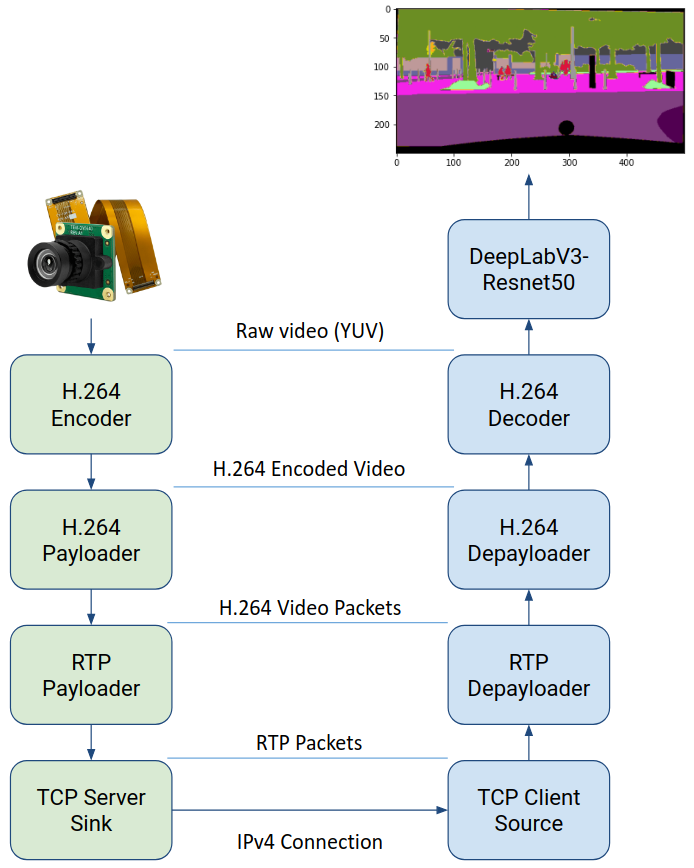 0
50
100
150
200
0
100
200
300
400
DeepLabV3-
Resnet50
Raw video (YUV)
H.264
Encoder
H.264
Decoder
H.264 Encoded Video
H.264
Payloader
H.264
Depayloader
H.264 Video Packets
RTP
Payloader
RTP
Depayloader
RTP Packets
TCP Server
Sink
TCP Client
Source
IPv4 Connection